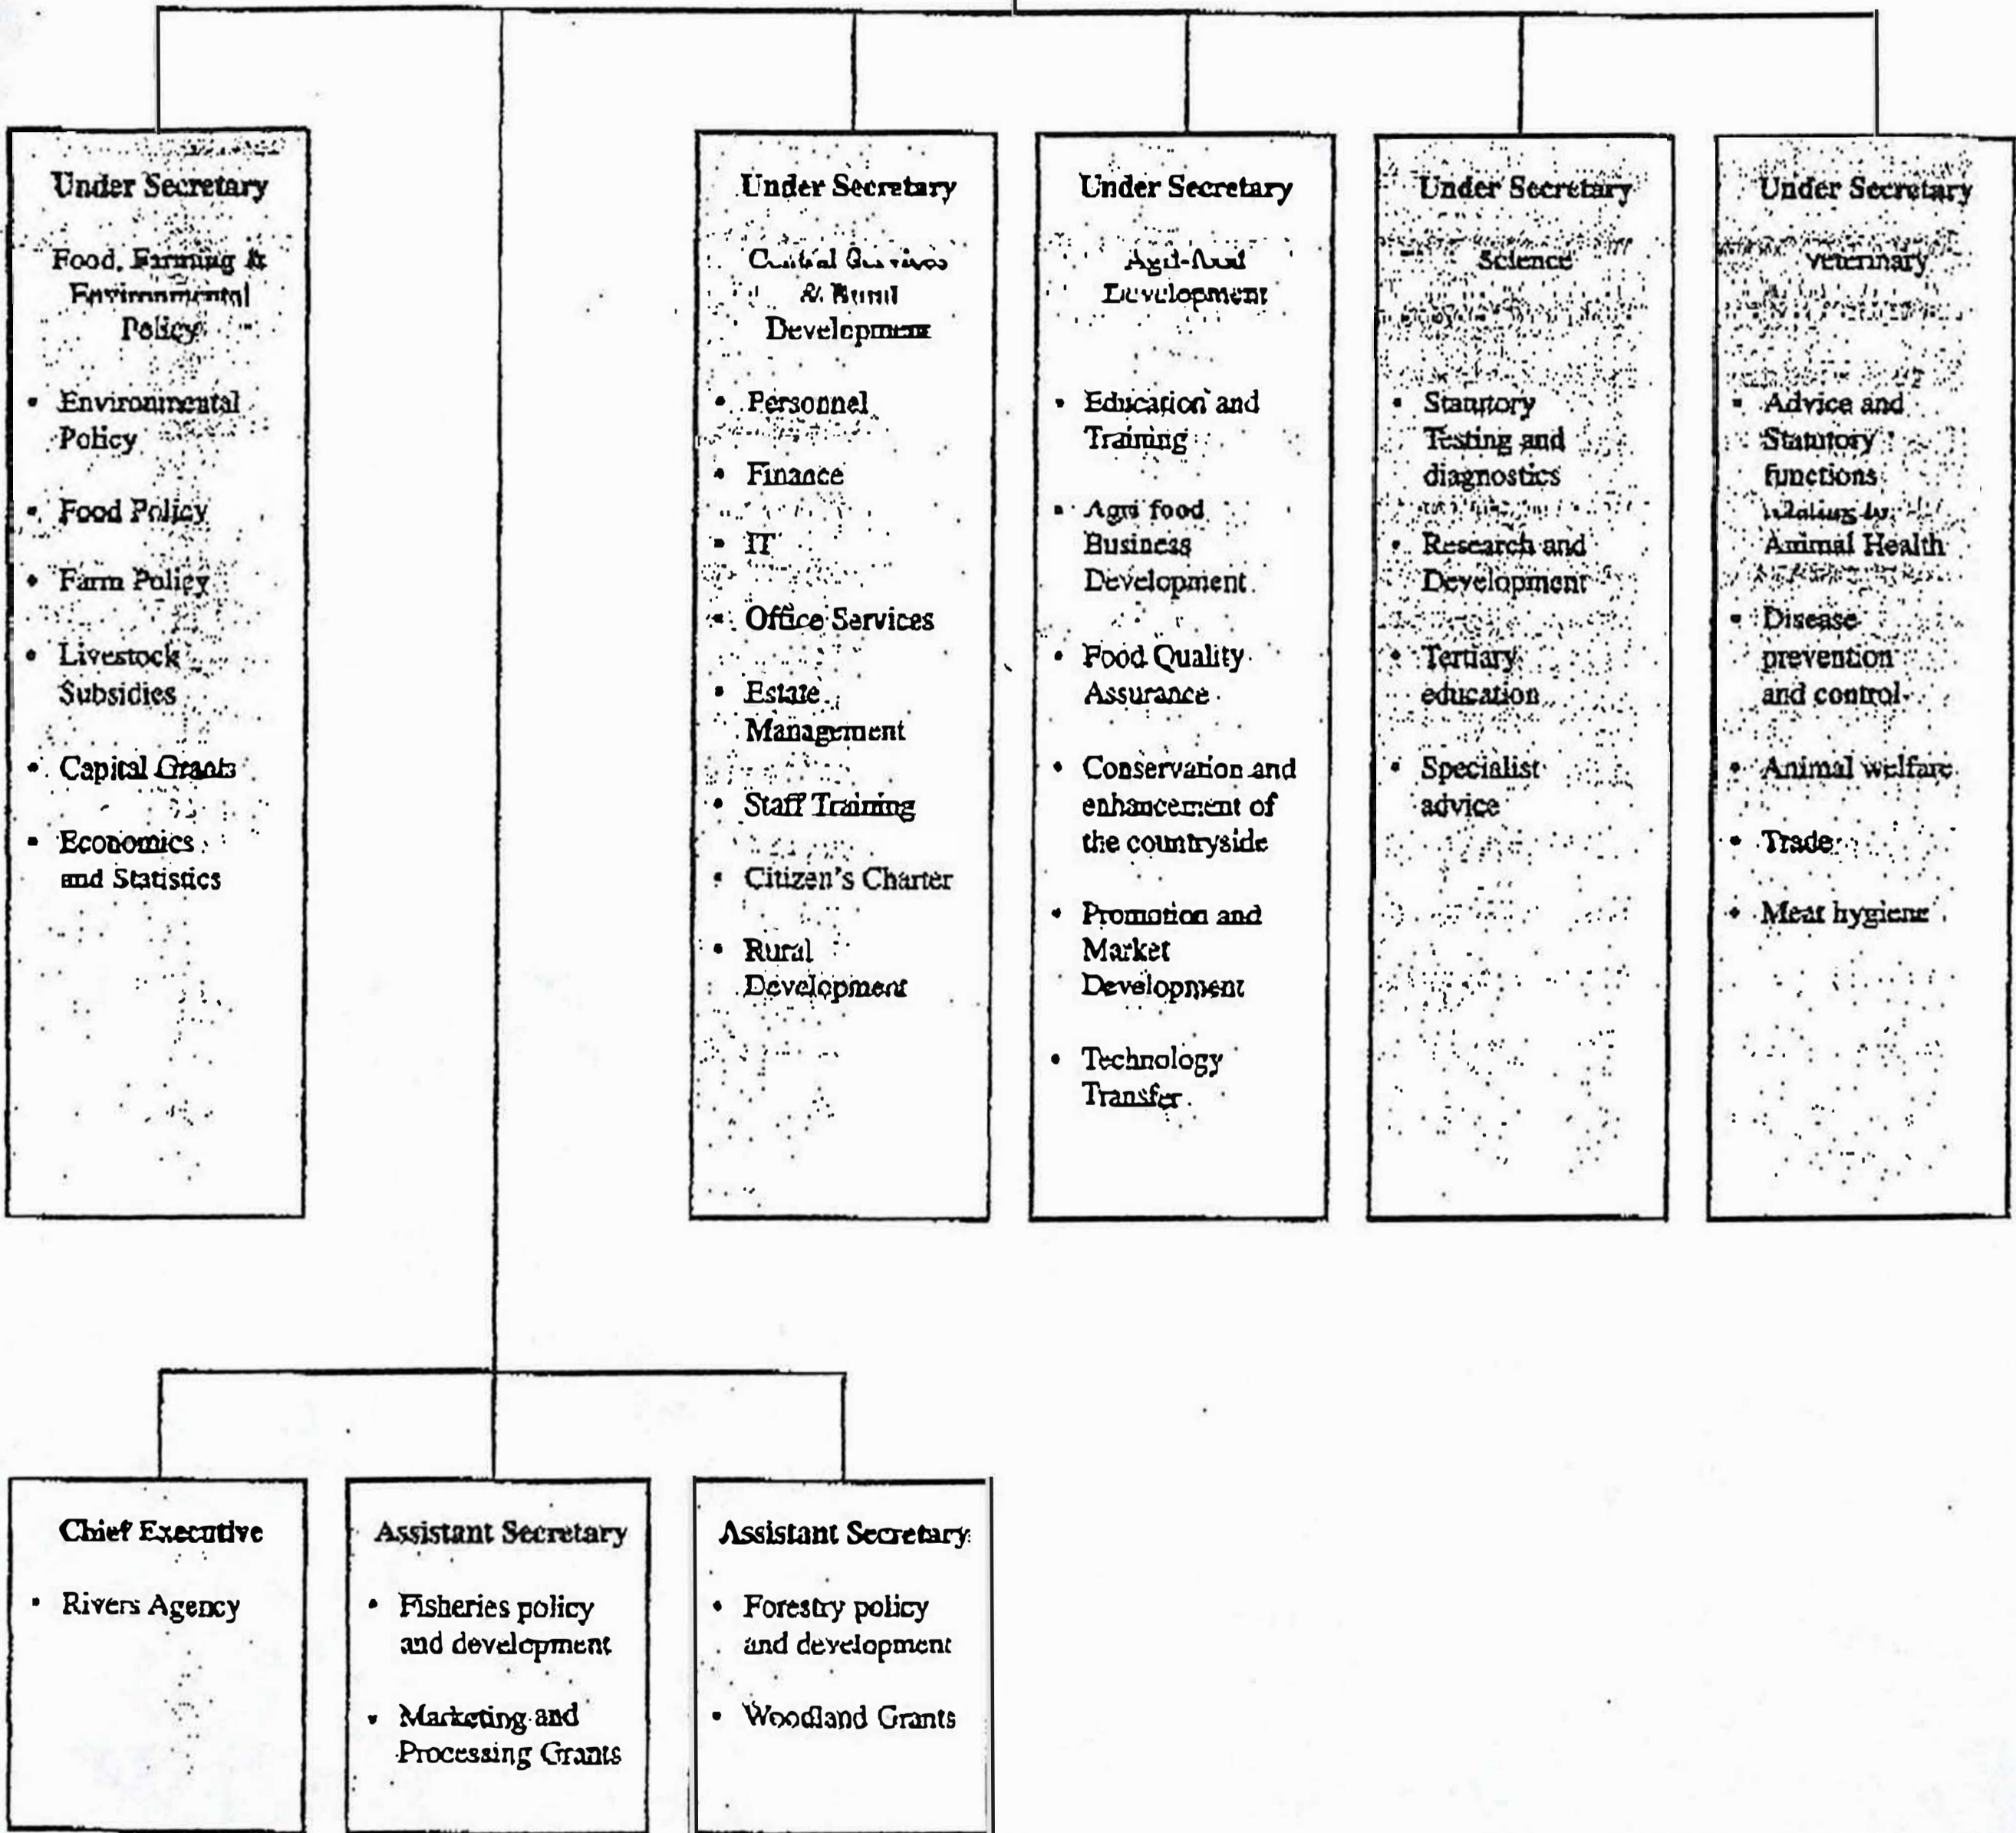 Under Secretary
Food, Farming &
Environmental
Policy
• Environmental
Policy
• Food Policy
• Farm Policy
• Livestock
Subsidies
• Capital Grants
• Economics
and Statistics
Under Secretary
Central Services
& Rural
Development
• Personnel
• Finance
• IT
• Office Services
• Estate
Management
• Staff Training
• Citizen's Charter
• Rural
Development
Under Secretary
Agri-food
Development
• Education and
Training
• Agri food
Business
Development
• Food Quality
Assurance
• Conservation and
enhancement of
the countryside
• Promotion and
Market
Development
• Technology
Transfer
Under Secretary
Science
• Statutory
Testing and
diagnostics
• Research and
Development
• Tertiary
education
• Specialist
advice
Under Secretary
Veterinary
• Advice and
Statutory
functions
relating to
Animal Health
• Disease
prevention
and control
• Animal welfare
• Trade
• Meat hygiene
Chief Executive
• Rivers Agency
Assistant Secretary
• Fisheries policy
and development
• Marketing and
Processing Grants
Assistant Secretary
• Forestry policy
and development
• Woodland Grants